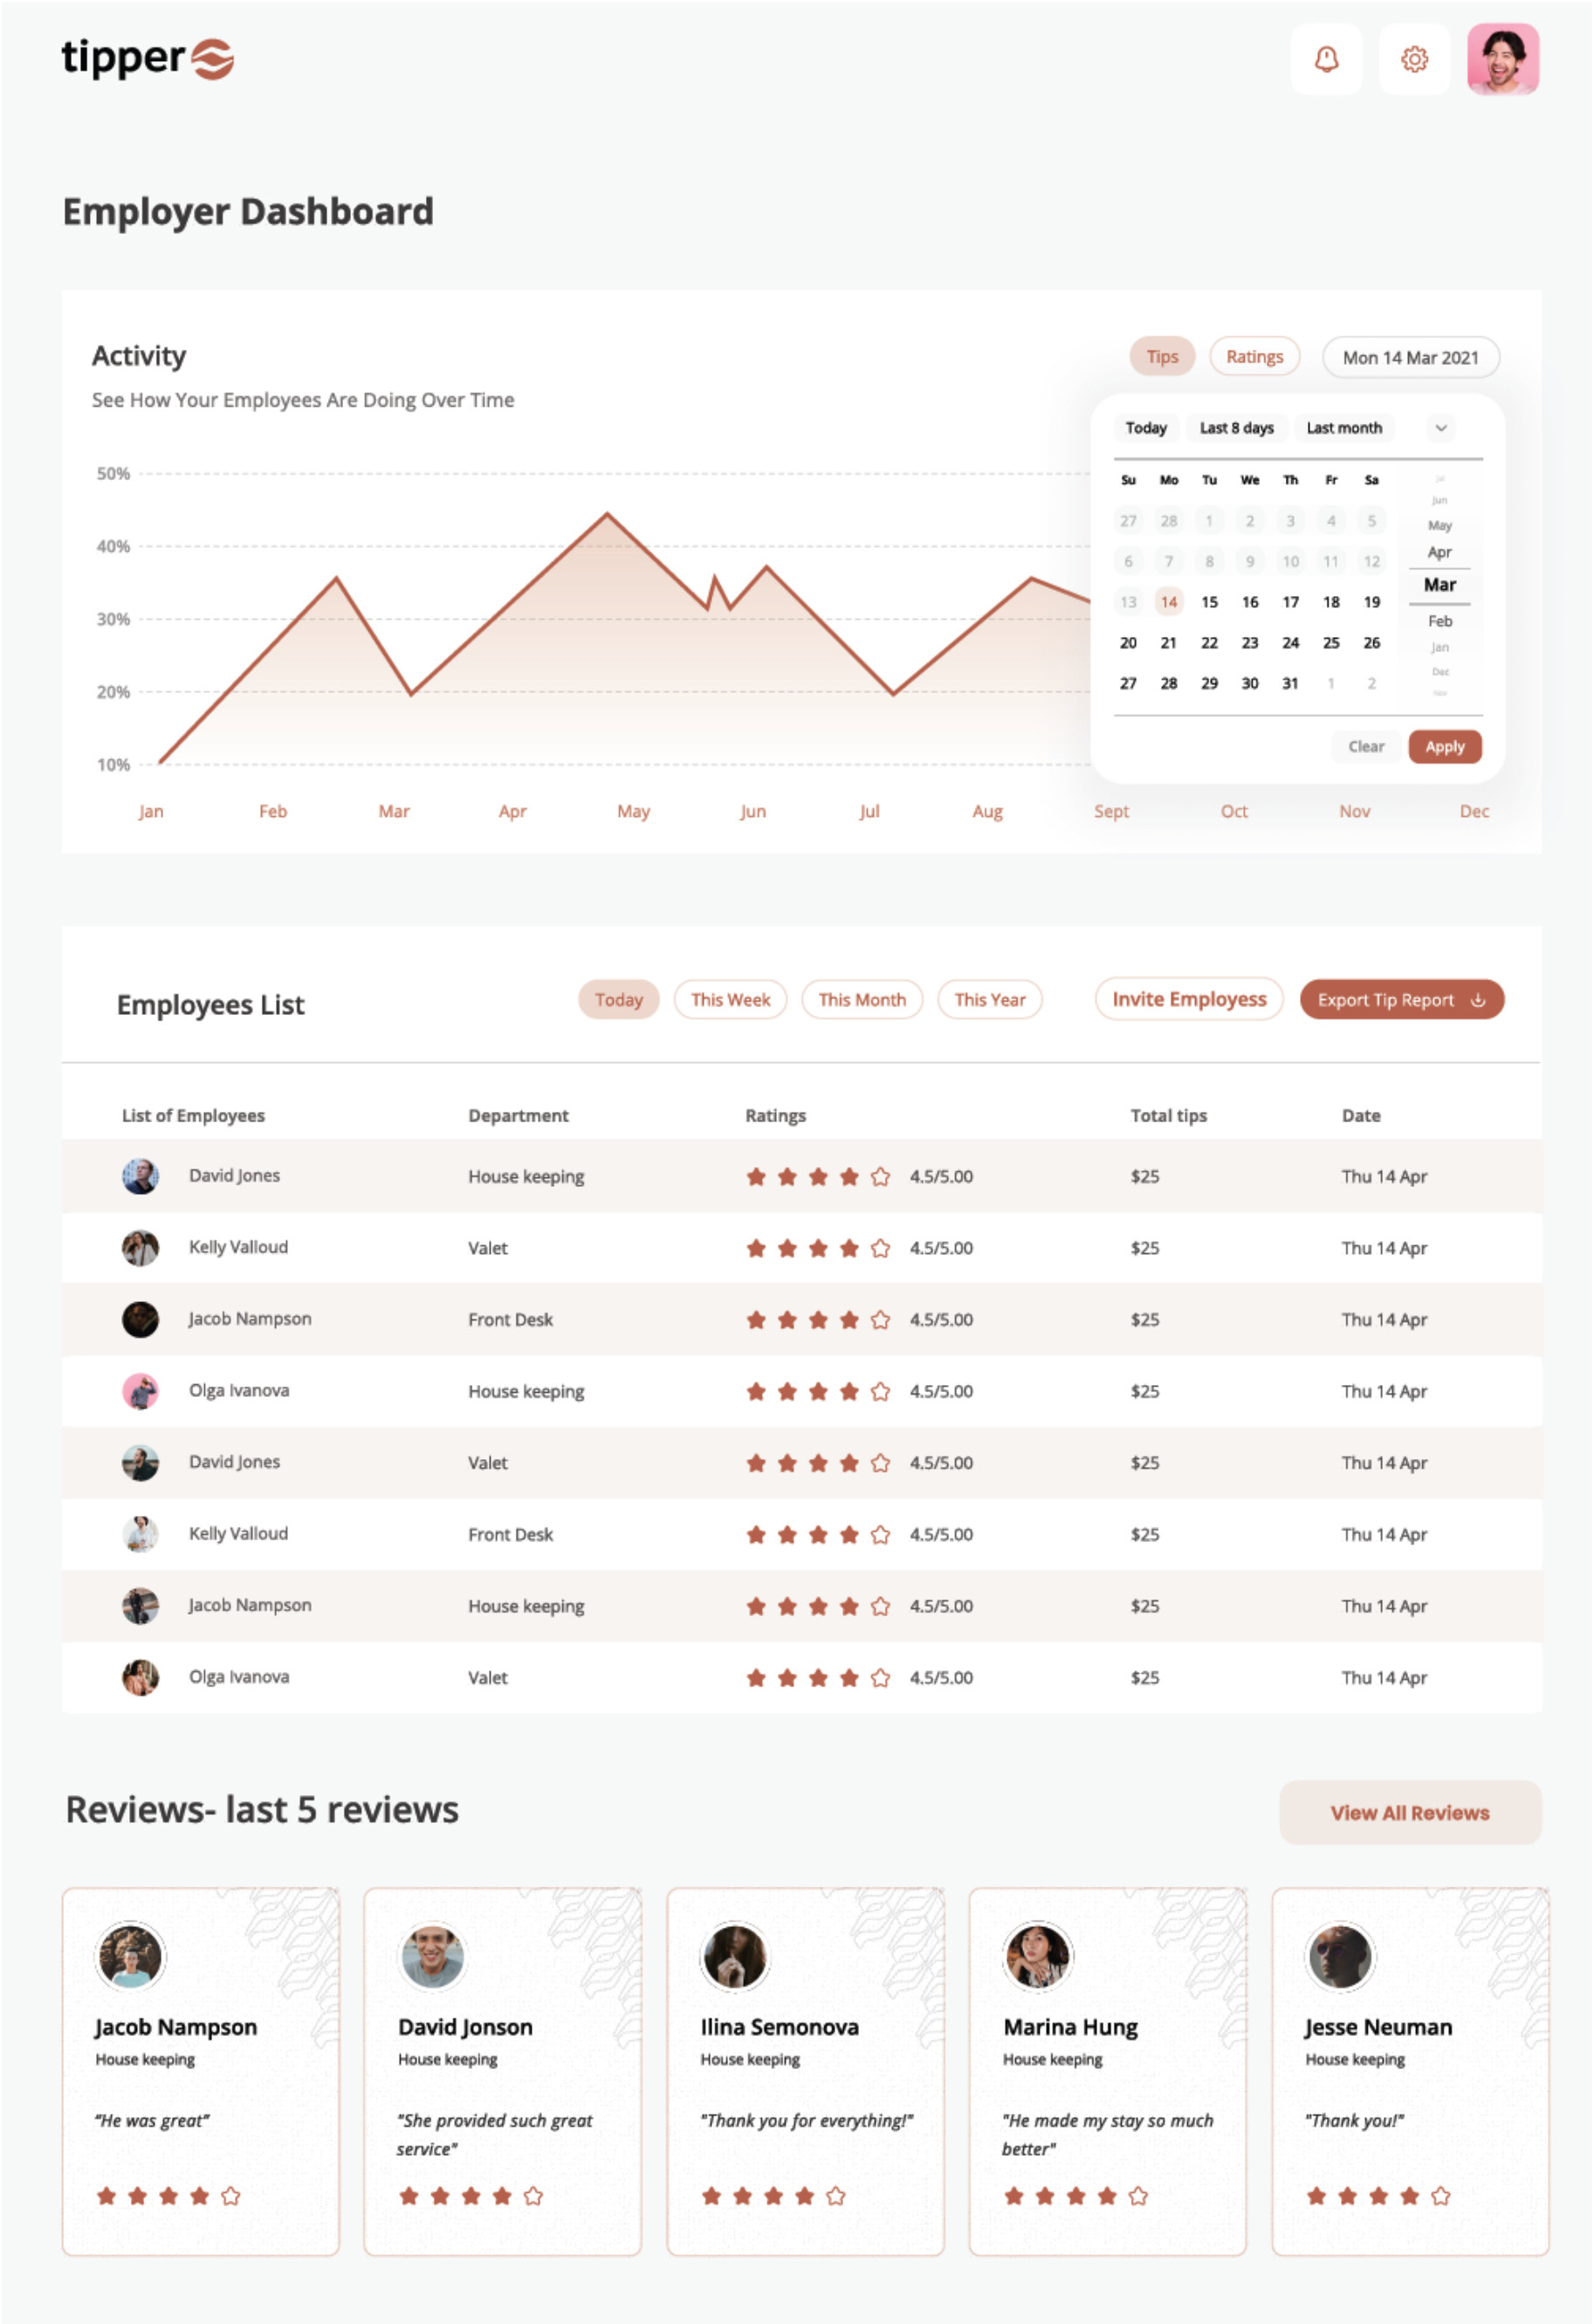 tipper
Employer Dashboard
Activity
Tips Ratings Mon 14 Mar 2021
See How Your Employees Are Doing Over Time
50%
40%
30%
20%
10%
Jan Feb Mar Apr May Jun Jul Aug Sept Oct Nov Dec
Today Last 8 days Last month
Su Mo Tu We Th Fr Sa
27 28 1 2 3 4 5
6 7 8 9 10 11 12
13 14 15 16 17 18 19
20 21 22 23 24 25 26
27 28 29 30 31 1 2
Jul
Jun
May
Apr
Mar
Feb
Jan
Dec
Nov
Clear Apply
Employees List Today This Week This Month This Year Invite Employess Export Tip Report
List of Employees Department Ratings Total tips Date
David Jones House keeping 4.5/5.00 $25 Thu 14 Apr
Kelly Valloud Valet 4.5/5.00 $25 Thu 14 Apr
Jacob Nampson Front Desk 4.5/5.00 $25 Thu 14 Apr
Olga Ivanova House keeping 4.5/5.00 $25 Thu 14 Apr
David Jones Valet 4.5/5.00 $25 Thu 14 Apr
Kelly Valloud Front Desk 4.5/5.00 $25 Thu 14 Apr
Jacob Nampson House keeping 4.5/5.00 $25 Thu 14 Apr
Olga Ivanova Valet 4.5/5.00 $25 Thu 14 Apr
Reviews- last 5 reviews
View All Reviews
Jacob Nampson
House keeping
“He was great”
David Jonson
House keeping
"She provided such great
service"
Ilina Semonova
House keeping
"Thank you for everything!"
Marina Hung
House keeping
"He made my stay so much
better"
Jesse Neuman
House keeping
"Thank you!"